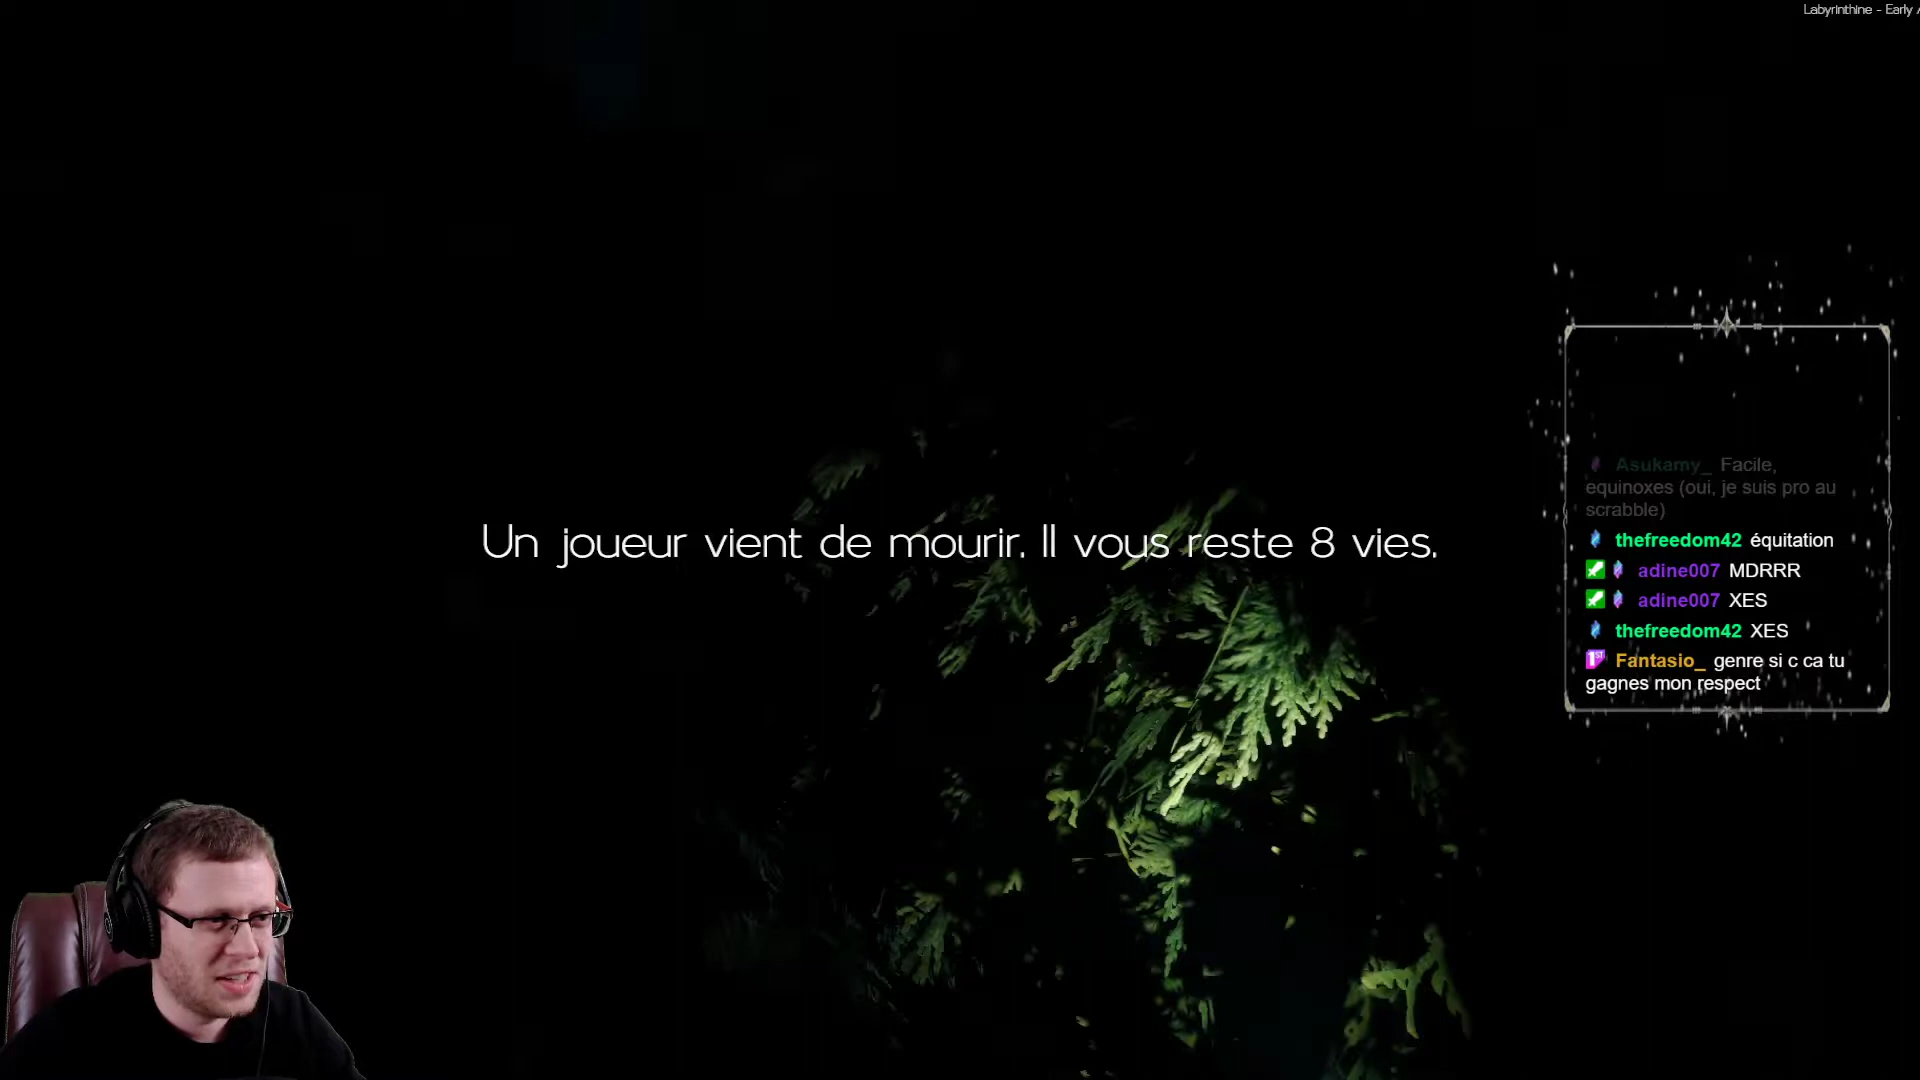 Labyrinthine - Early
Asukamy_ Facile,
equinoxes (oui, je suis pro au
scrabble)
Un joueur vient de mourir. Il vous reste 8 vies.
thefreedom42 équitation
adine007 MDRRR
adine007 XES
thefreedom42 XES
1ST Fantasio_ genre si c ca tu
gagnes mon respect